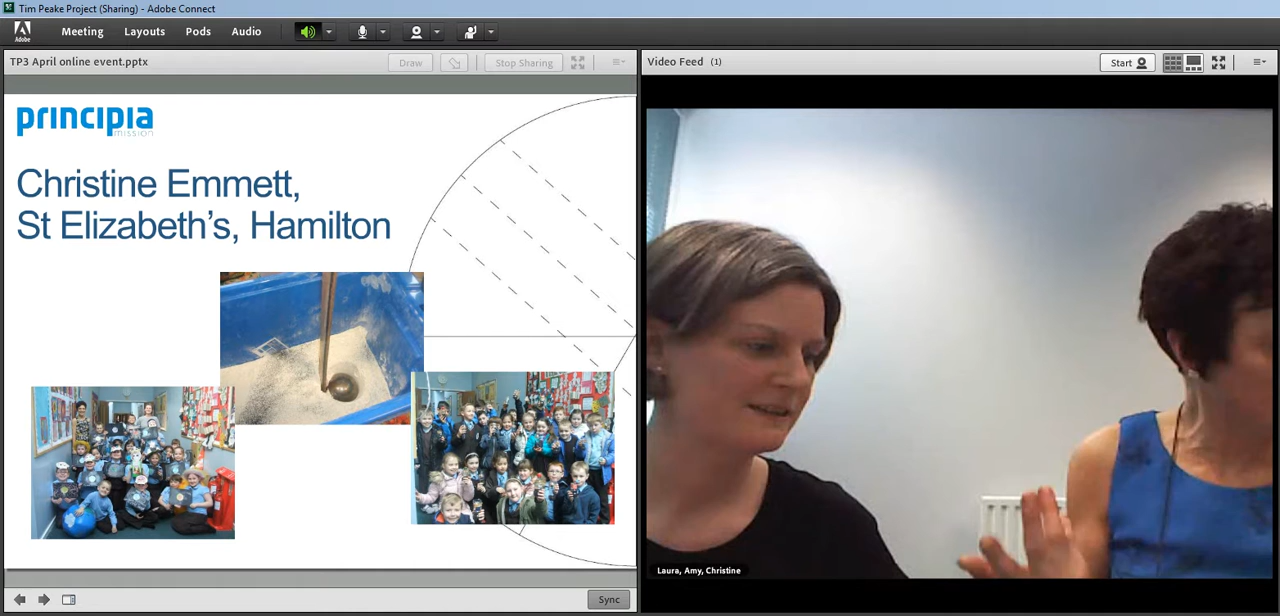 Tim Peake Project (Sharing) - Adobe Connect
Adobe
Meeting
Layouts
Pods
Audio
TP3 April online event.pptx
Draw
Stop Sharing
principia
mission
Christine Emmett,
St Elizabeth's, Hamilton
Sync
Video Feed (1)
Start
Laura, Amy, Christine